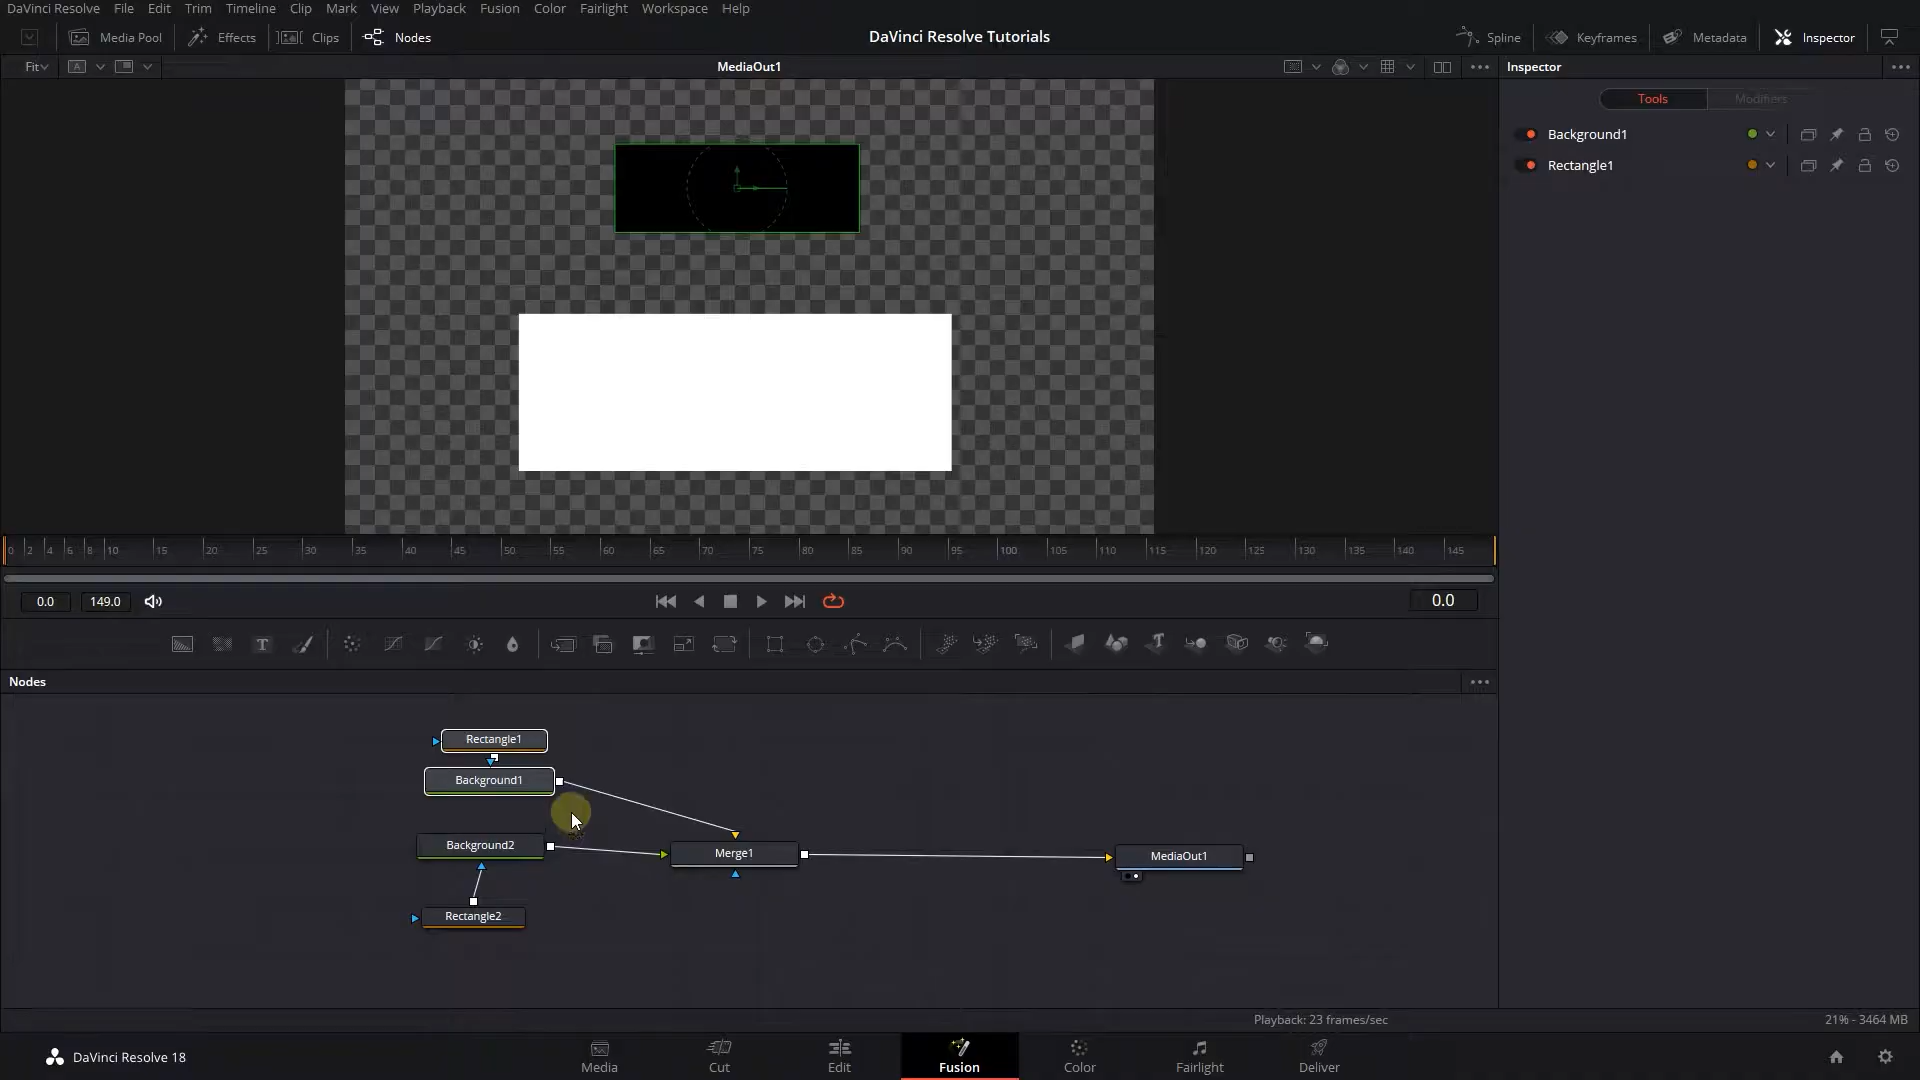 DaVinci Resolve File Edit Trim Timeline Clip Mark View Playback Fusion Color Fairlight Workspace Help
Media Pool Effects Clips Nodes DaVinci Resolve Tutorials Spline Keyframes Metadata Inspector
Fit A MediaOut1 Inspector
Tools Modifiers
Background1
Rectangle1
0 2 4 6 8 10 15 20 25 30 35 40 45 50 55 60 65 70 75 80 85 90 95 100 105 110 115 120 125 130 135 140 145
0.0 149.0 0.0
T T
Nodes
Rectangle1
Background1
Background2
Merge1
MediaOut1
Rectangle2
Playback: 23 frames/sec 21% - 3464 MB
DaVinci Resolve 18 Media Cut Edit Fusion Color Fairlight Deliver